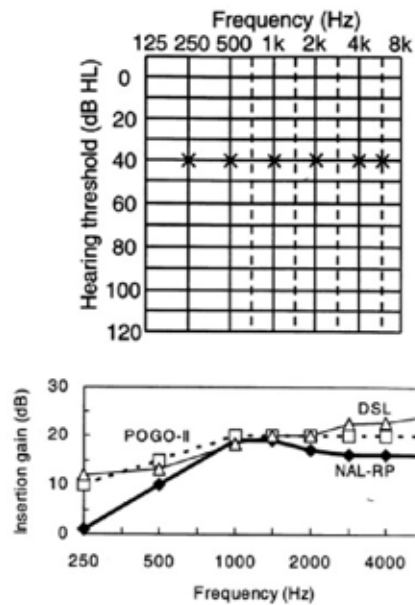 Frequency (Hz)
125 250 500 1k 2k 4k 8k
Hearing threshold (dB HL)
0
20
40
60
80
100
120
Insertion gain (dB)
30
20
10
0
DSL
POGO-II
NAL-RP
250 500 1000 2000 4000
Frequency (Hz)